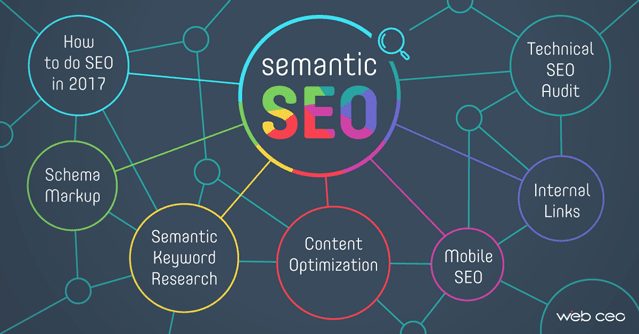 How
to do SEO
in 2017
semantic
SEO
Technical
SEO
Audit
Schema
Markup
Semantic
Keyword
Research
Content
Optimization
Mobile
SEO
Internal
Links
web ceo